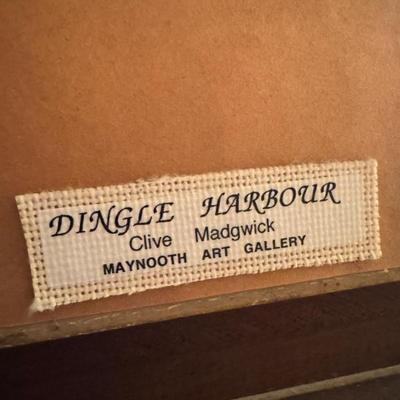 DINGLE HARBOUR
Clive Madgwick
MAYNOOTH ART GALLERY